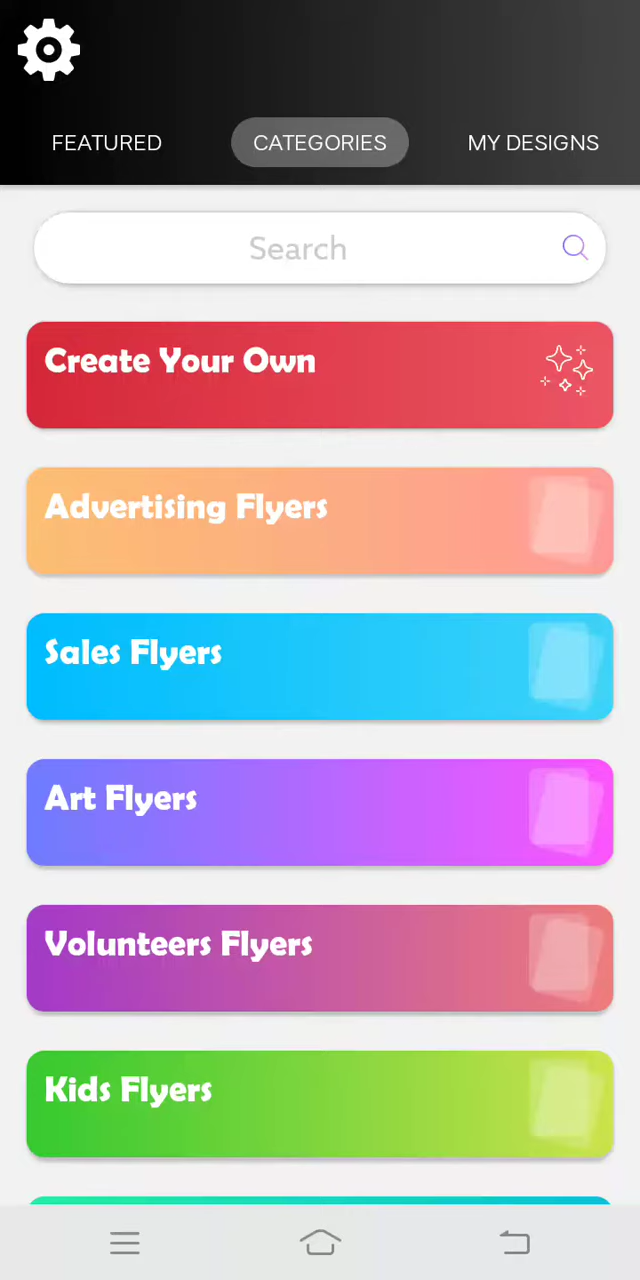 FEATURED CATEGORIES MY DESIGNS
Search
Create Your Own
Advertising Flyers
Sales Flyers
Art Flyers
Volunteers Flyers
Kids Flyers